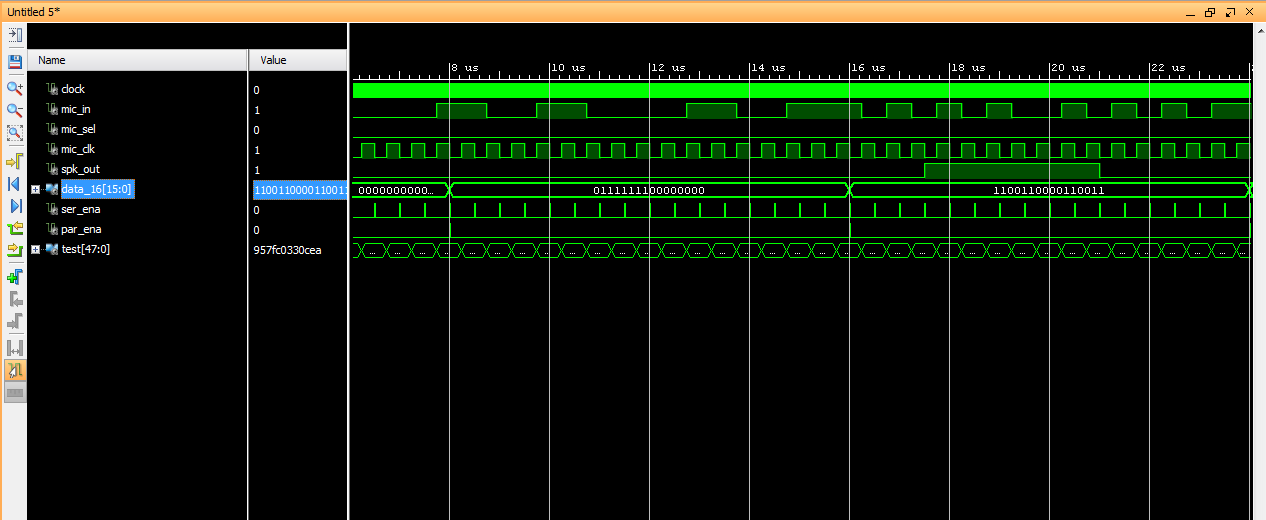 Untitled 5*
Name Value
8 us 10 us 12 us 14 us 16 us 18 us 20 us 22 us
clock 0
mic_in 1
mic_sel 0
mic_clk 1
spk_out 1
data_16[15:0] 1100110000110011 0000000000... 0111111100000000 1100110000110011
ser_ena 0
par_ena 0
test[47:0] 957fc0330cea ... ... ... ... ... ... ... ... ... ... ... ... ... ... ... ... ... ... ... ... ... ... ... ... ... ... ... ... ... ... ... ... ... ... ...